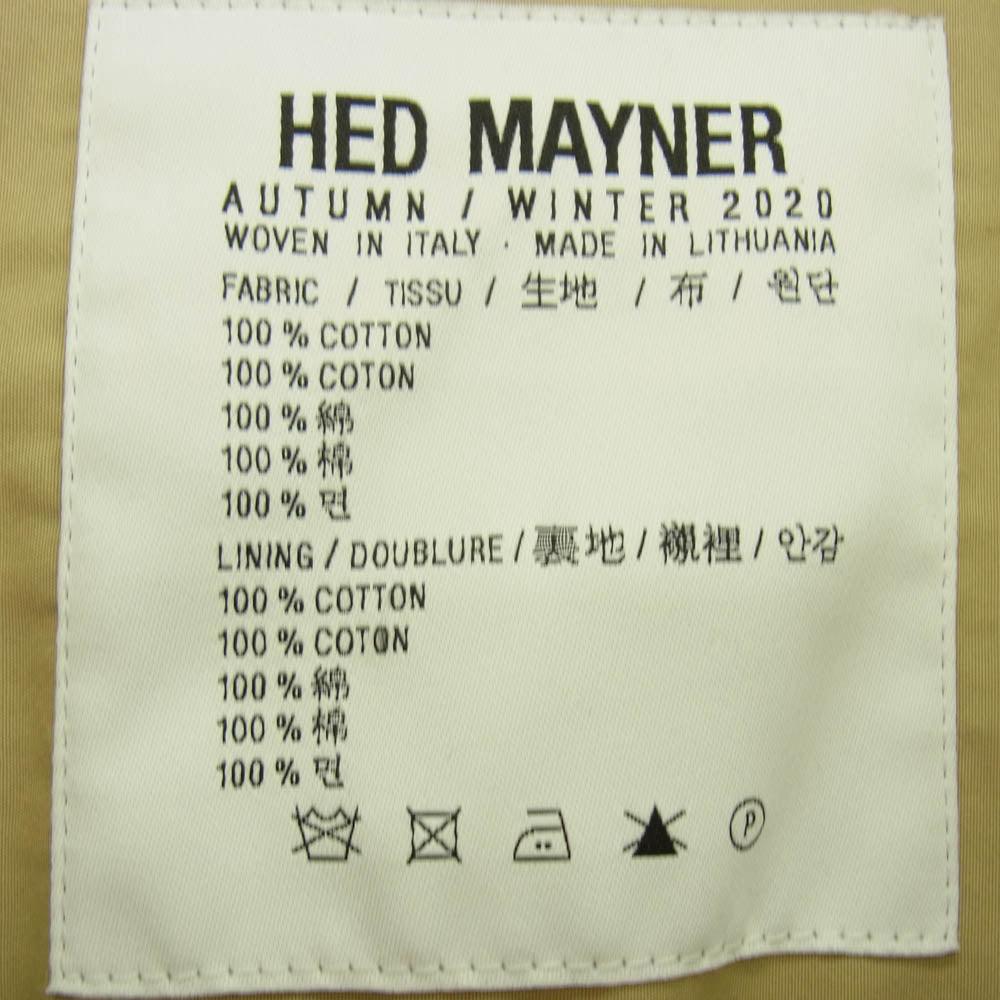 HED MAYNER
AUTUMN / WINTER 2020
WOVEN IN ITALY · MADE IN LITHUANIA
FABRIC / TISSU / 生地 / 布 / 원단
100 % COTTON
100 % COTON
100 % 綿
100 % 棉
100 % 면
LINING / DOUBLURE / 裏地 / 襯裡 / 안감
100 % COTTON
100 % COTON
100 % 綿
100 % 棉
100 % 면
P